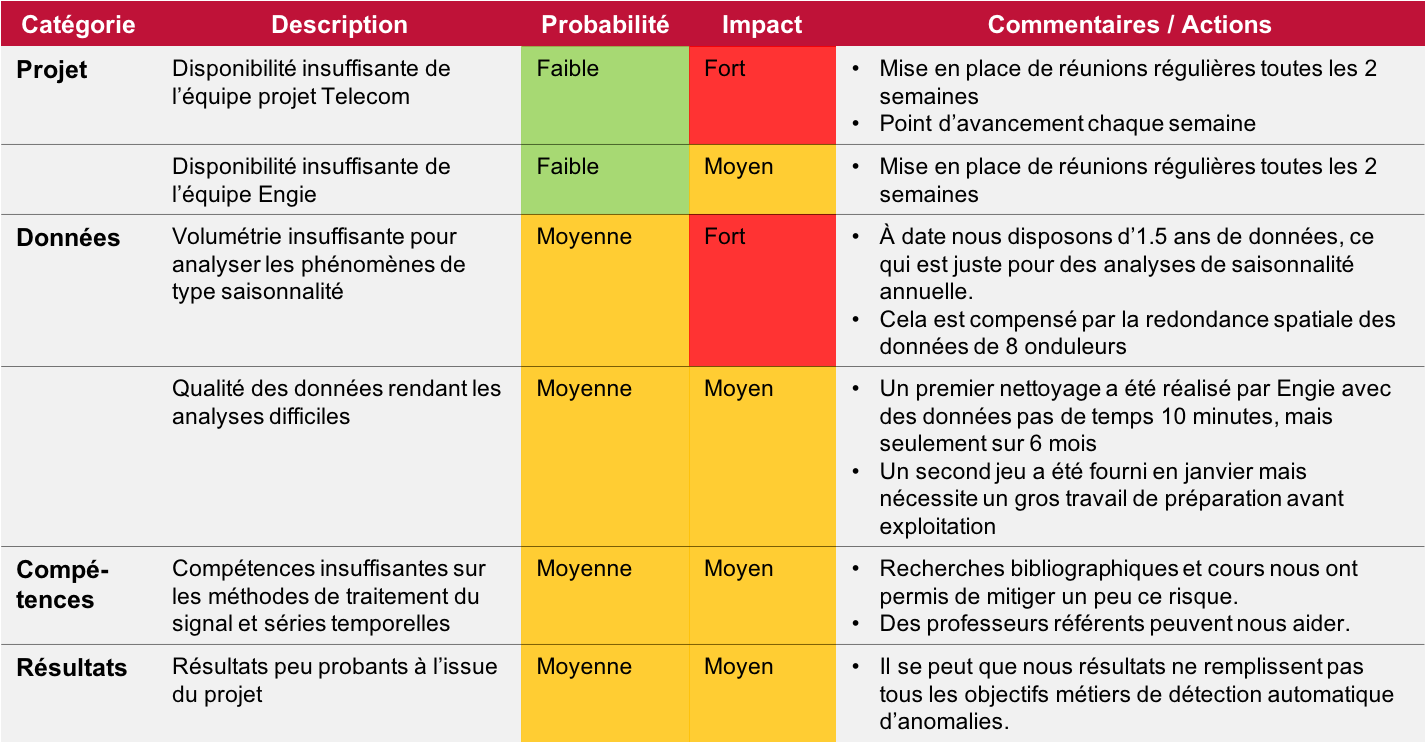 Catégorie Description Probabilité Impact Commentaires / Actions
Projet
Disponibilité insuffisante de
l’équipe projet Telecom
Faible
Fort
• Mise en place de réunions régulières toutes les 2
semaines
• Point d’avancement chaque semaine
Disponibilité insuffisante de
l’équipe Engie
Faible
Moyen
• Mise en place de réunions régulières toutes les 2
semaines
Données
Volumétrie insuffisante pour
analyser les phénomènes de
type saisonnalité
Moyenne
Fort
• À date nous disposons d’1.5 ans de données, ce
qui est juste pour des analyses de saisonnalité
annuelle.
• Cela est compensé par la redondance spatiale des
données de 8 onduleurs
Qualité des données rendant les
analyses difficiles
Moyenne
Moyen
• Un premier nettoyage a été réalisé par Engie avec
des données pas de temps 10 minutes, mais
seulement sur 6 mois
• Un second jeu a été fourni en janvier mais
nécessite un gros travail de préparation avant
exploitation
Compé-
tences
Compétences insuffisantes sur
les méthodes de traitement du
signal et séries temporelles
Moyenne
Moyen
• Recherches bibliographiques et cours nous ont
permis de mitiger un peu ce risque.
• Des professeurs référents peuvent nous aider.
Résultats
Résultats peu probants à l’issue
du projet
Moyenne
Moyen
• Il se peut que nous résultats ne remplissent pas
tous les objectifs métiers de détection automatique
d’anomalies.